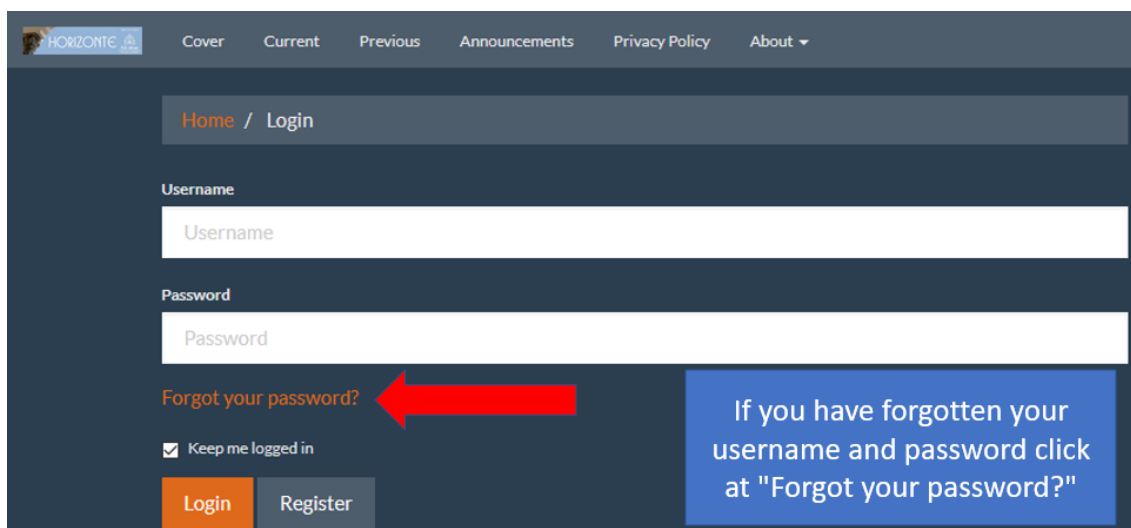 HORIZONTE Cover Current Previous Announcements Privacy Policy About
Home / Login
Username
Username
Password
Password
Forgot your password?
Keep me logged in
Login Register
If you have forgotten your
username and password click
at "Forgot your password?"